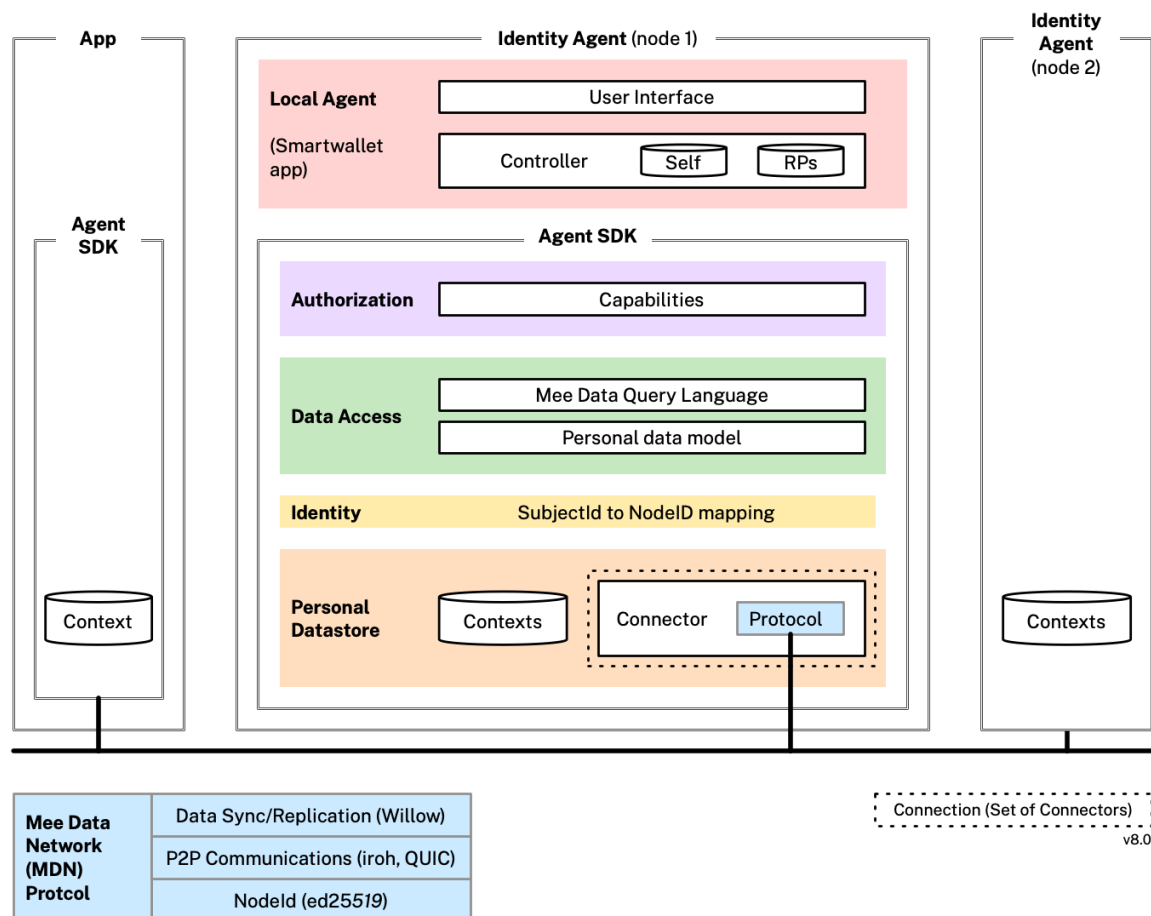 App
Identity Agent (node 1)
Identity
Agent
(node 2)
Local Agent
(Smartwallet
app)
User Interface
Controller
Self
RPs
Agent
SDK
Agent SDK
Authorization
Capabilities
Data Access
Mee Data Query Language
Personal data model
Identity
SubjectId to NodeID mapping
Personal
Datastore
Context
Contexts
Connector
Protocol
Contexts
Mee Data
Network
(MDN)
Protcol
Data Sync/Replication (Willow)
P2P Communications (iroh, QUIC)
NodeId (ed25519)
Connection (Set of Connectors)
v8.0